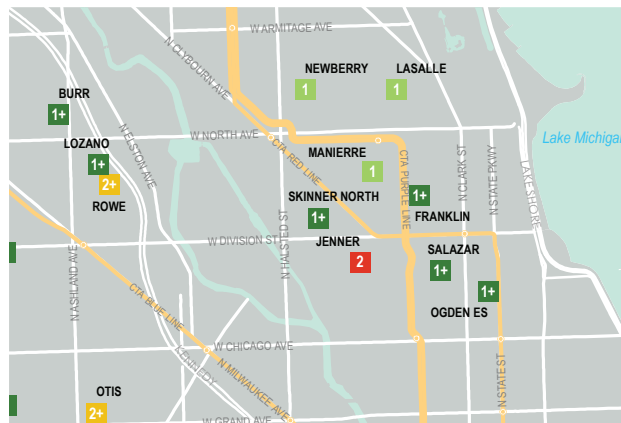 W ARMITAGE AVE
N CLYBOURN AVE
NEWBERRY
LASALLE
1
1
BURR
1+
N ELSTON AVE
W NORTH AVE
Lake Michigan
LOZANO
1+
2+
ROWE
CTA RED LINE
MANIERRE
1
CTA PURPLE LINE
N CLARK ST
N STATE PKWY
LAKE SHORE
SKINNER NORTH
1+
1+
FRANKLIN
W DIVISION ST
N HALSTED ST
JENNER
2
SALAZAR
1+
1+
OGDEN ES
N ASHLAND AVE
CTA BLUE LINE
W CHICAGO AVE
KENNEDY
N MILWAUKEE AVE
N STATE ST
OTIS
2+
W GRAND AVE